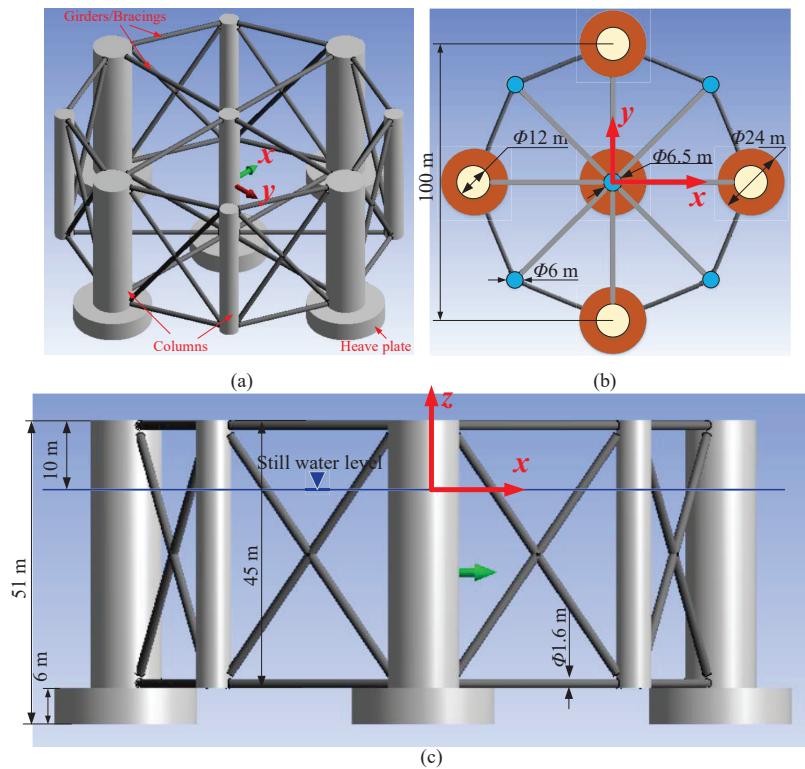 Girders/Bracings
x
y
Columns
Heave plate
(a)
100 m
y
Φ12 m
Φ24 m
Φ6.5 m
x
Φ6 m
(b)
z
10 m
Still water level
x
51 m
45 m
Φ1.6 m
6 m
(c)